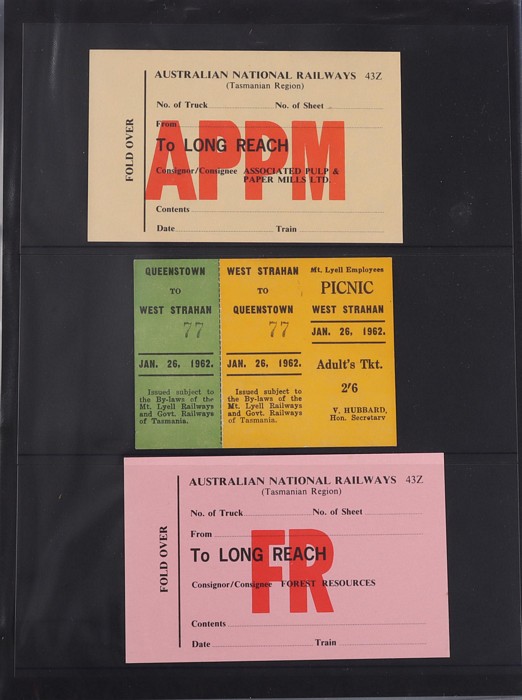 AUSTRALIAN NATIONAL RAILWAYS 43Z
(Tasmanian Region)
No. of Truck No. of Sheet
From
APPM
To LONG REACH
Consignor/Consignee ASSOCIATED PULP &
PAPER MILLS LTD.
Contents
Date Train
FOLD OVER
QUEENSTOWN
TO
WEST STRAHAN
77
JAN. 26, 1962.
Issued subject to
the By-laws of the
Mt. Lyell Railways
and Govt. Railways
of Tasmania.
WEST STRAHAN
TO
QUEENSTOWN
77
JAN. 26, 1962.
Issued subject to
the By-laws of the
Mt. Lyell Railways
and Govt. Railways
of Tasmania.
Mt. Lyell Employees
PICNIC
WEST STRAHAN
JAN. 26, 1962.
Adult's Tkt.
2/6
V. HUBBARD,
Hon. Secretary
AUSTRALIAN NATIONAL RAILWAYS 43Z
(Tasmanian Region)
No. of Truck No. of Sheet
From
FR
To LONG REACH
Consignor/Consignee FOREST RESOURCES
Contents
Date Train
FOLD OVER